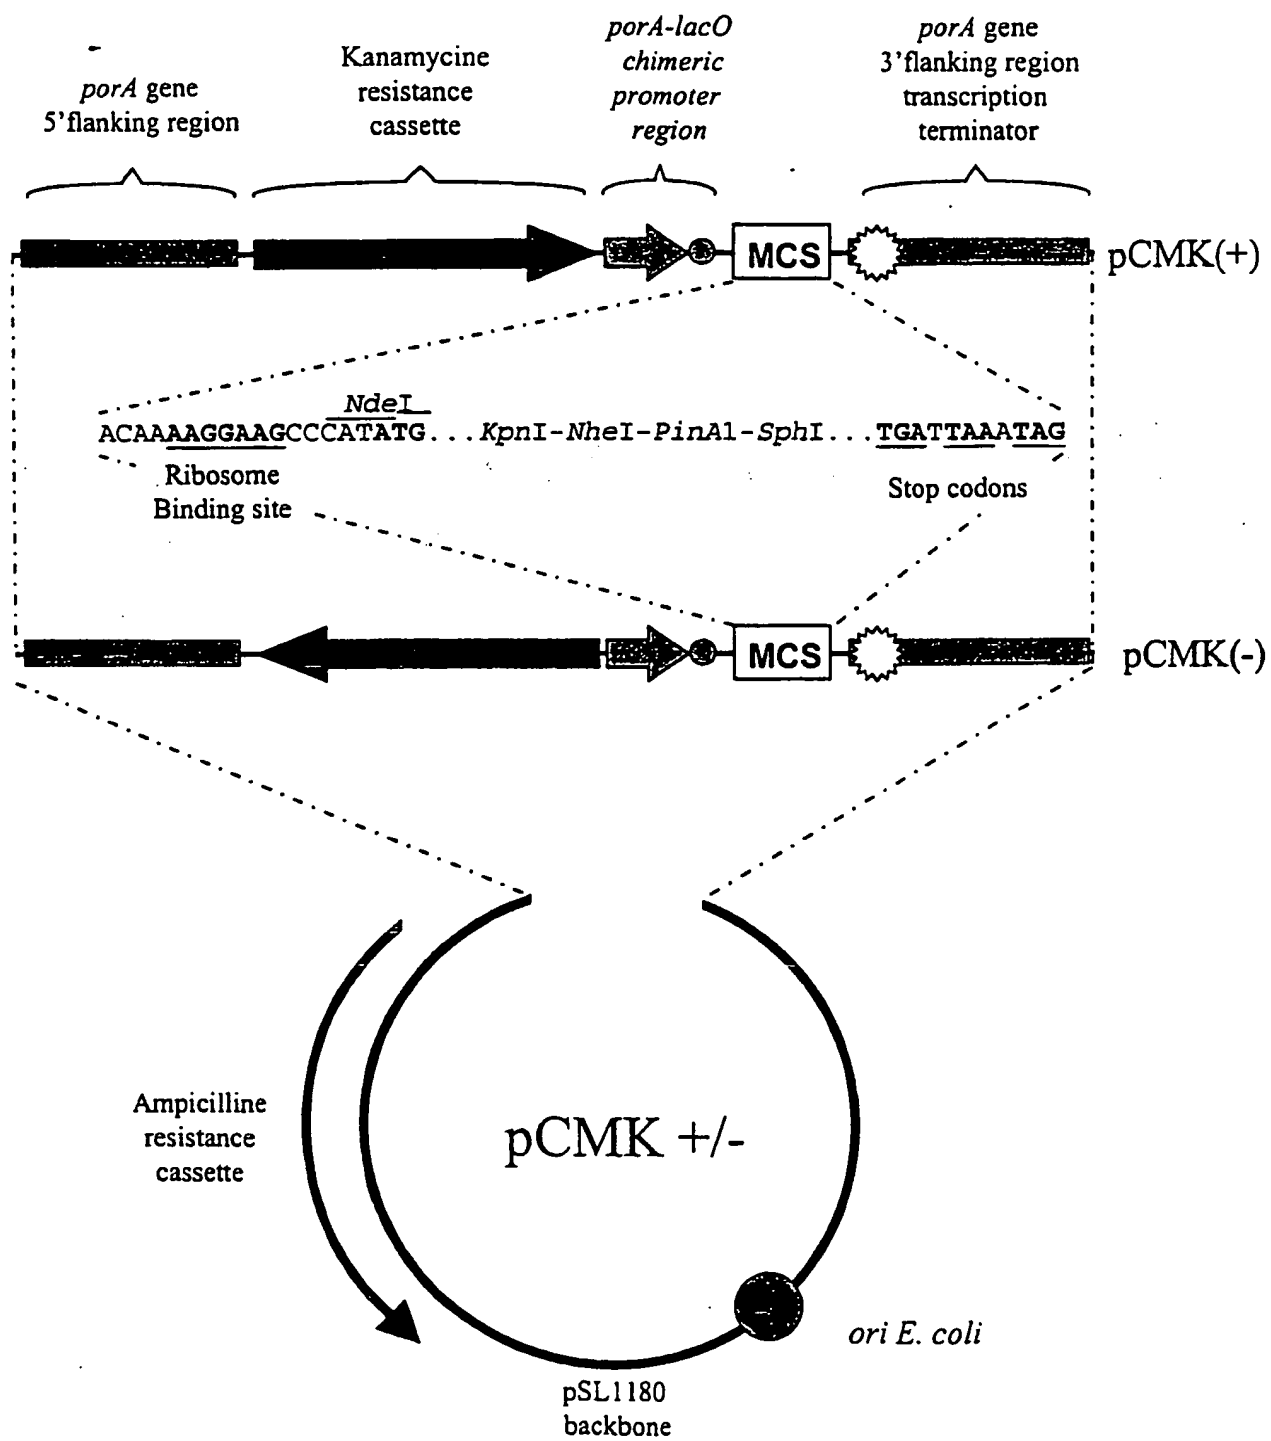 porA gene
5'flanking region
Kanamycine
resistance
cassette
porA-lacO
chimeric
promoter
region
porA gene
3'flanking region
transcription
terminator
MCS
pCMK(+)
NdeI
ACAAAAGGAAGCCCCATATG...KpnI-NheI-PinA1-SphI...TGATTAAATAG
Ribosome
Binding site
Stop codons
MCS
pCMK(-)
Ampicilline
resistance
cassette
pCMK +/-
ori E. coli
pSL1180
backbone